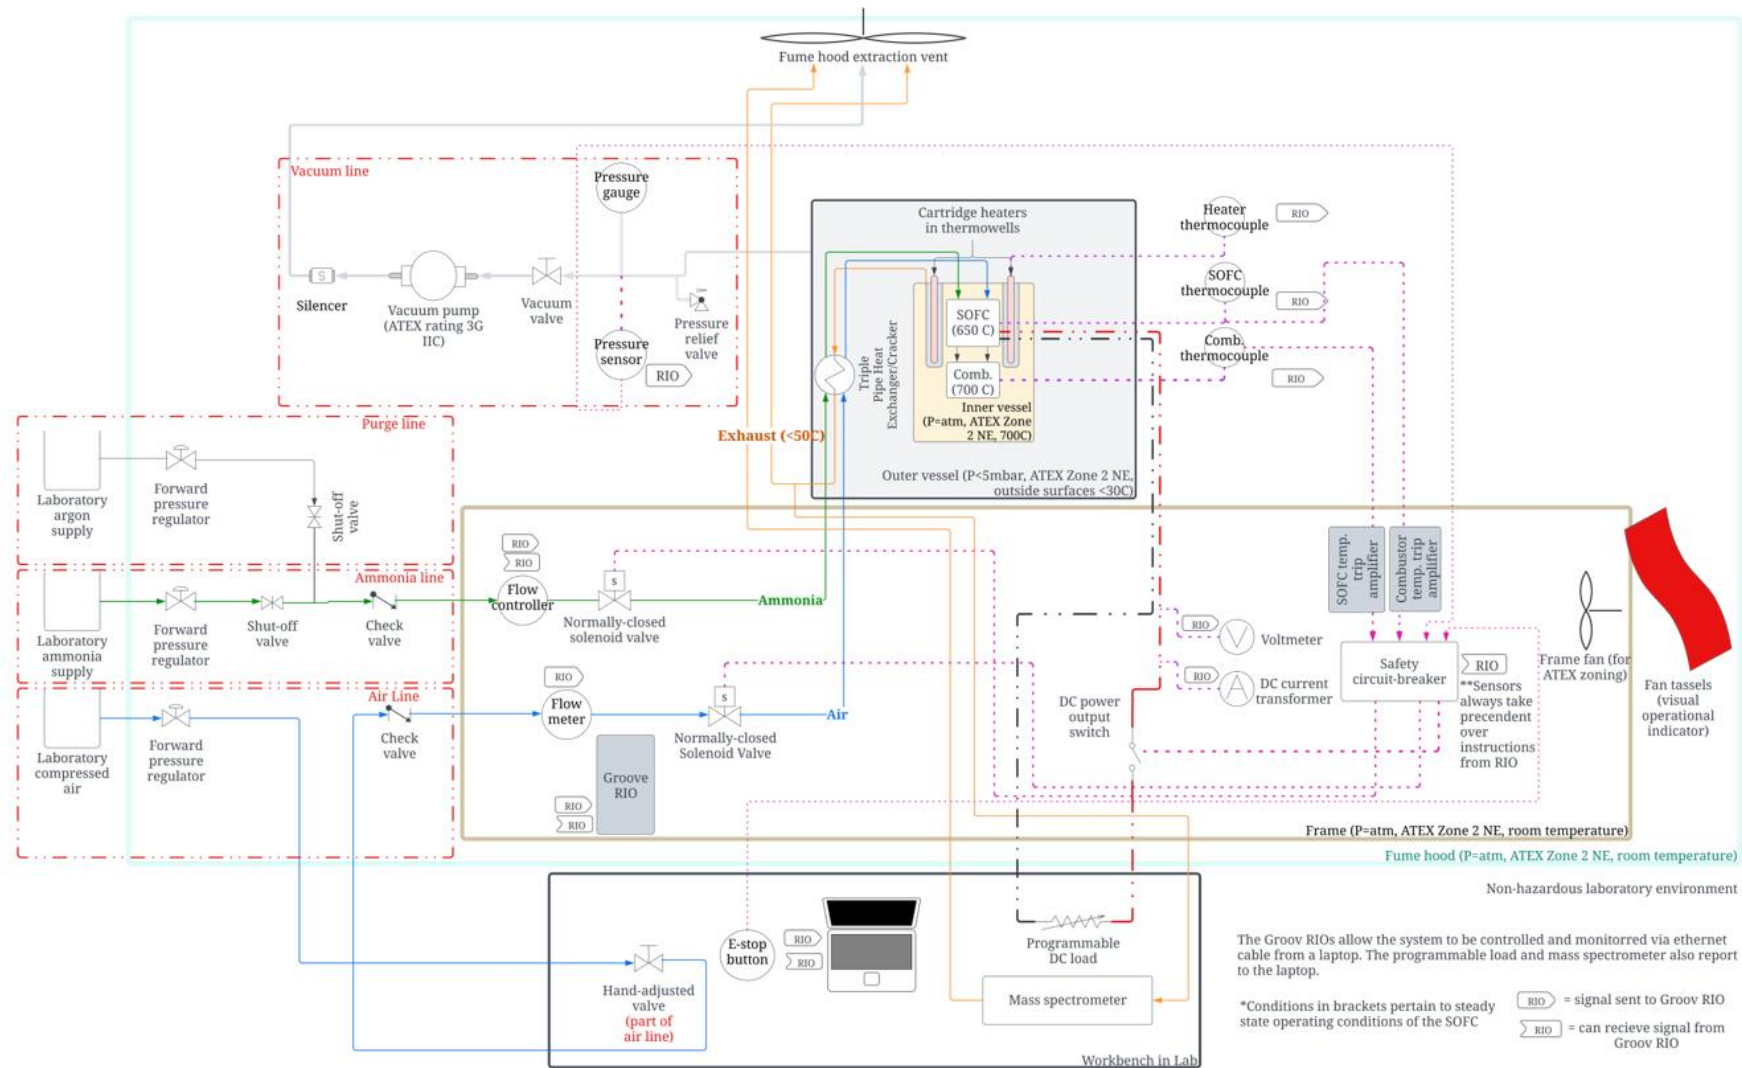 Fume hood extraction vent
Vacuum line
Pressure
gauge
Silencer
S
Vacuum pump
(ATEX rating 3G
IIC)
Vacuum
valve
Pressure
sensor
RIO
Pressure
relief
valve
Cartridge heaters
in thermowells
SOFC
(650 C)
Comb.
(700 C)
Inner vessel
(P=atm, ATEX Zone
2 NE, 700C)
Triple
Pipe Heat
Exchanger/Cracker
Outer vessel (P<5mbar, ATEX Zone 2 NE,
outside surfaces <30C)
Exhaust (<50C)
Heater
thermocouple
RIO
SOFC
thermocouple
RIO
Comb.
thermocouple
RIO
Purge line
Laboratory
argon
supply
Forward
pressure
regulator
Shut-off
valve
Ammonia line
Laboratory
ammonia
supply
Forward
pressure
regulator
Shut-off
valve
Check
valve
Air Line
Laboratory
compressed
air
Forward
pressure
regulator
Check
valve
RIO
RIO
Flow
controller
S
Normally-closed
solenoid valve
Ammonia
RIO
Flow
meter
S
Normally-closed
Solenoid Valve
Air
Groove
RIO
RIO
RIO
RIO
Voltmeter
V
RIO
DC current
transformer
A
DC power
output
switch
SOFC temp.
trip
amplifier
Combustor
temp. trip
amplifier
Safety
circuit-breaker
RIO
**Sensors
always take
precendent
over
instructions
from RIO
Frame fan (for
ATEX zoning)
Fan tassels
(visual
operational
indicator)
Frame (P=atm, ATEX Zone 2 NE, room temperature)
Fume hood (P=atm, ATEX Zone 2 NE, room temperature)
Non-hazardous laboratory environment
Hand-adjusted
valve
(part of
air line)
E-stop
button
RIO
RIO
Programmable
DC load
Mass spectrometer
Workbench in Lab
The Groov RIOs allow the system to be controlled and monitorred via ethernet
cable from a laptop. The programmable load and mass spectrometer also report
to the laptop.
*Conditions in brackets pertain to steady
state operating conditions of the SOFC
RIO = signal sent to Groov RIO
RIO = can recieve signal from
Groov RIO